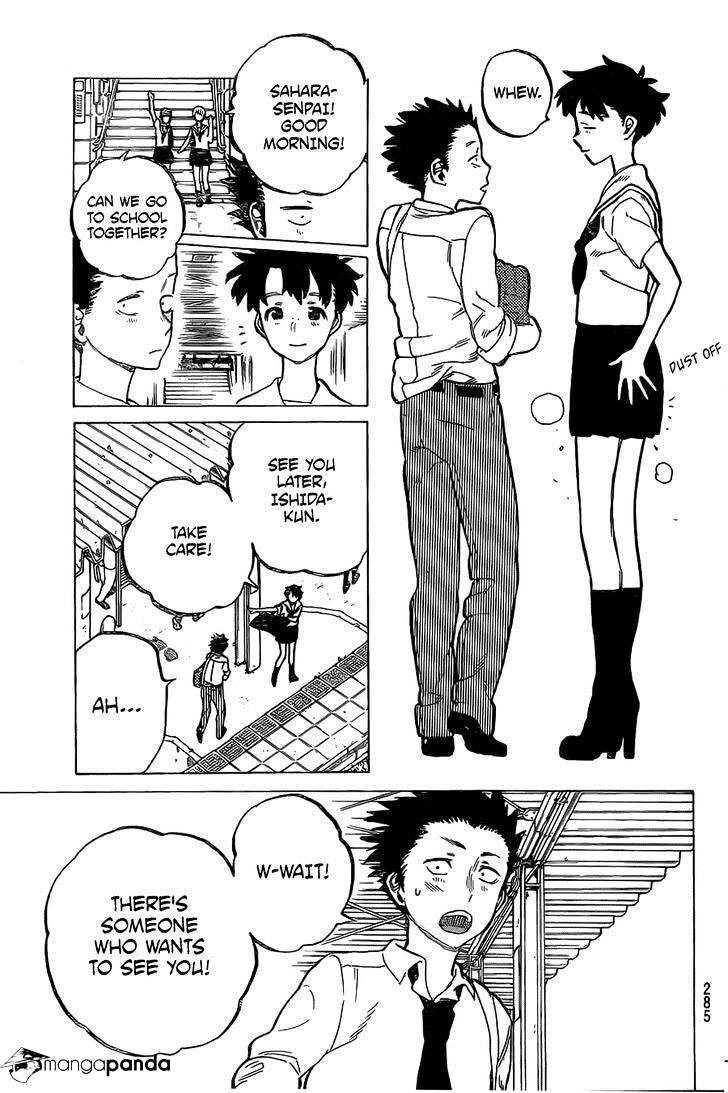 WHEW.
DUST OFF
SAHARA-
SENPAI!
GOOD
MORNING!
CAN WE GO
TO SCHOOL
TOGETHER?
SEE YOU
LATER,
ISHIDA-
KUN.
TAKE
CARE!
AH...
W-WAIT!
THERE'S
SOMEONE
WHO WANTS
TO SEE YOU!
285
mangapanda